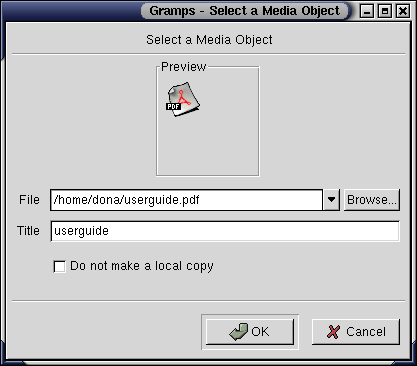 Gramps - Select a Media Object
Select a Media Object
Preview
PDF
File /home/dona/userguide.pdf Browse...
Title userguide
Do not make a local copy
OK Cancel